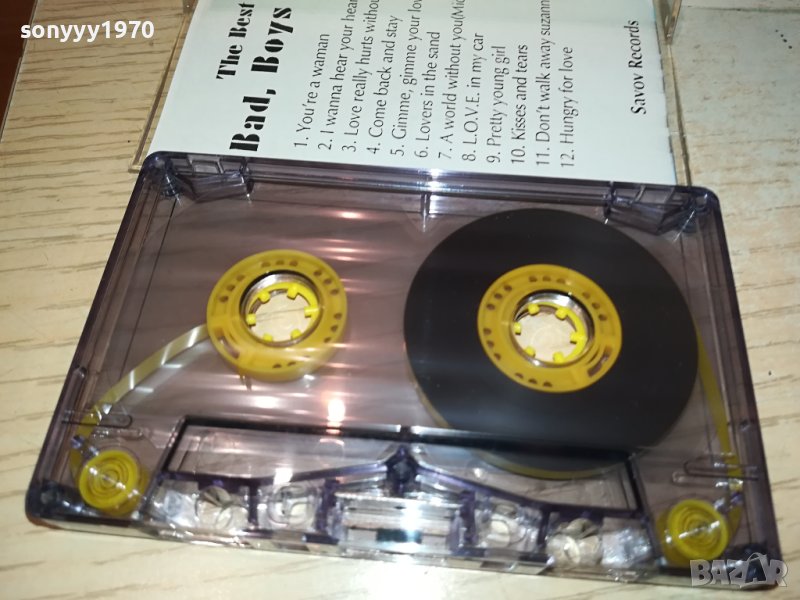 sonyyy1970
The Best
Bad, Boys
1. You're a waman
2. I wanna hear your hear
3. Love really hurts withou
4. Come back and stay
5. Gimme, gimme your lo
6. Lovers in the sand
7. A world without you(Mic
8. L.O.V.E. in my car
9. Pretty young girl
10. Kisses and tears
11. Don't walk away suzann
12. Hungry for love
Savov Records
BAZAR